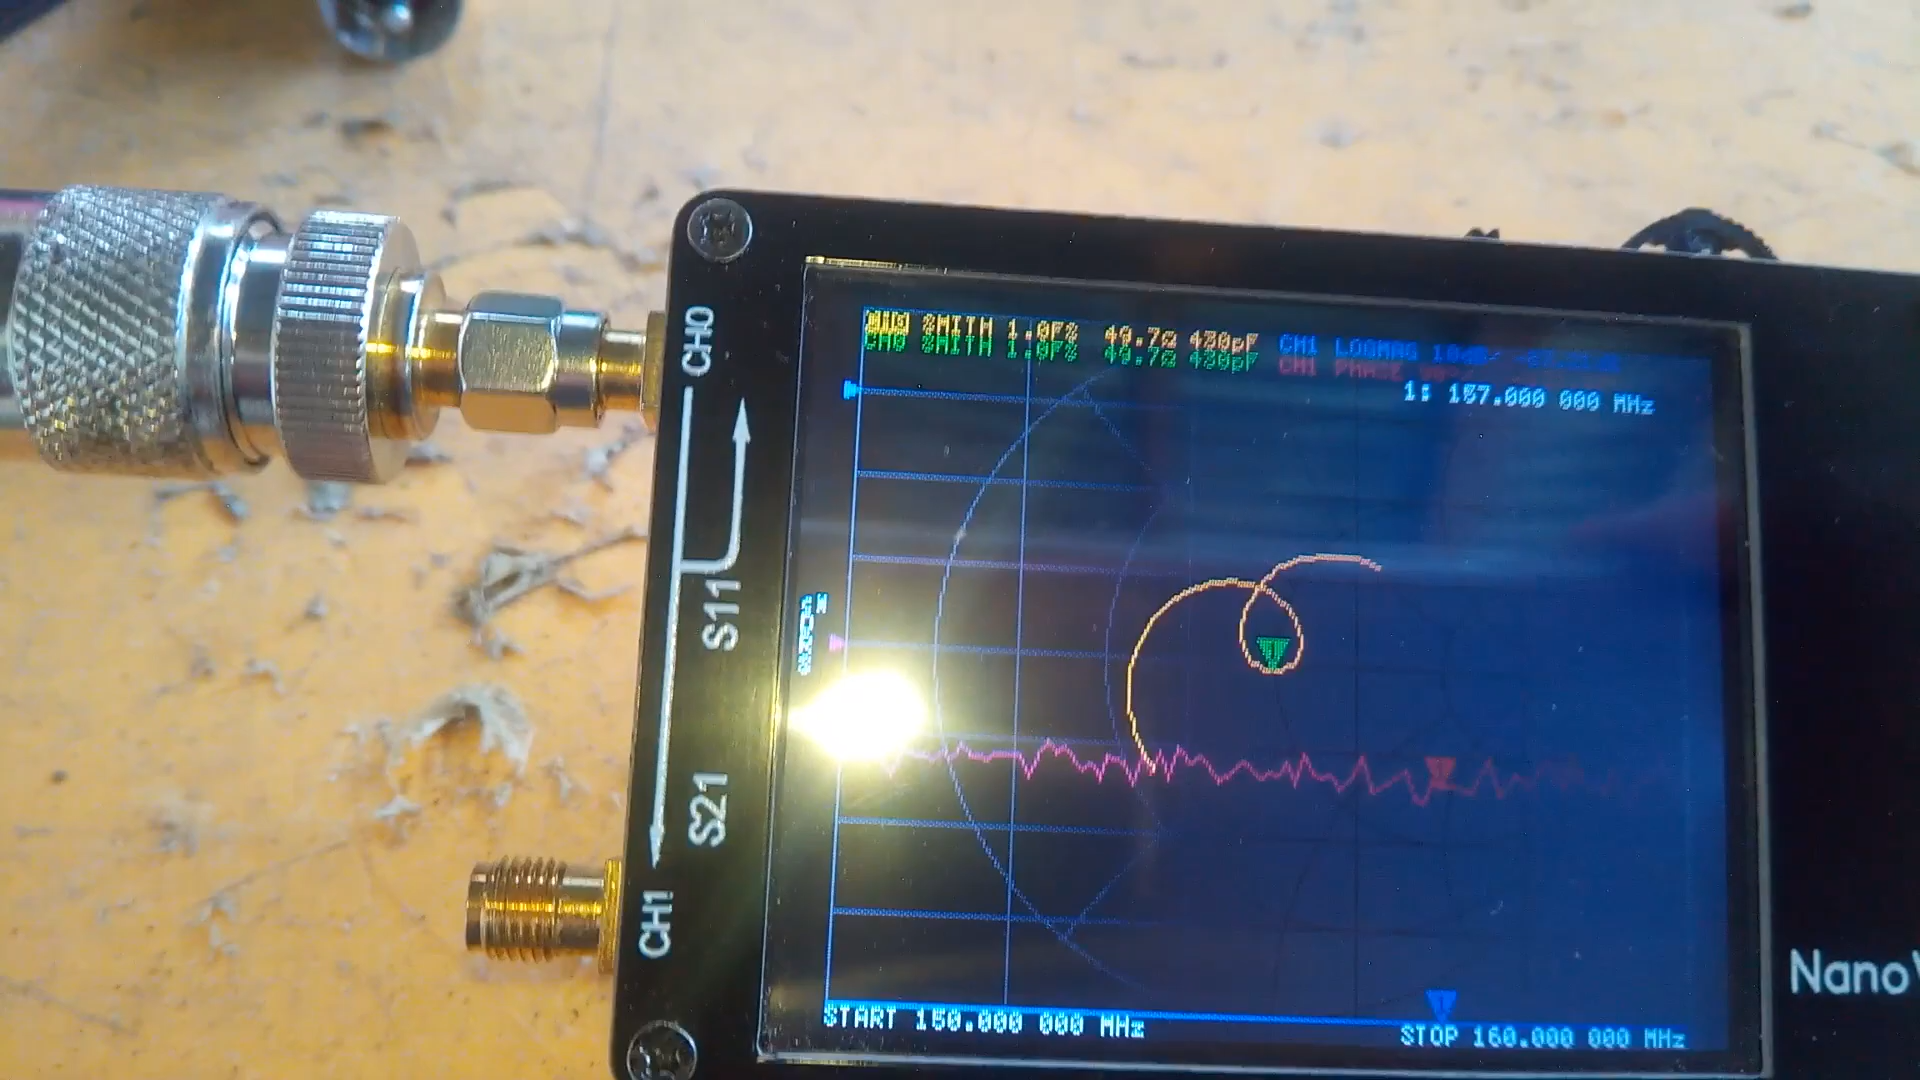 CH0 SMITH 1.0FS 49.7Ω 430pF
CH0 SMITH 1.0FS 49.7Ω 430pF
CH1 LOGMAG 10dB/
CH1 PHASE 90°/
1: 157.000 000 MHz
START 150.000 000 MHz
STOP 160.000 000 MHz
CH0
S11
S21
CH1
Nano